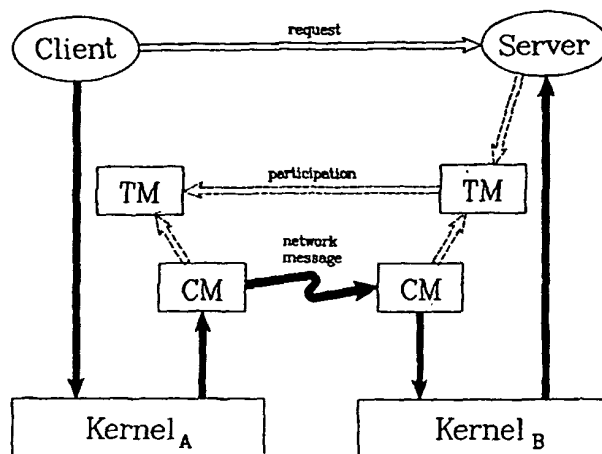 Client
request
Server
TM
participation
TM
network
message
CM
CM
Kernel A
Kernel B